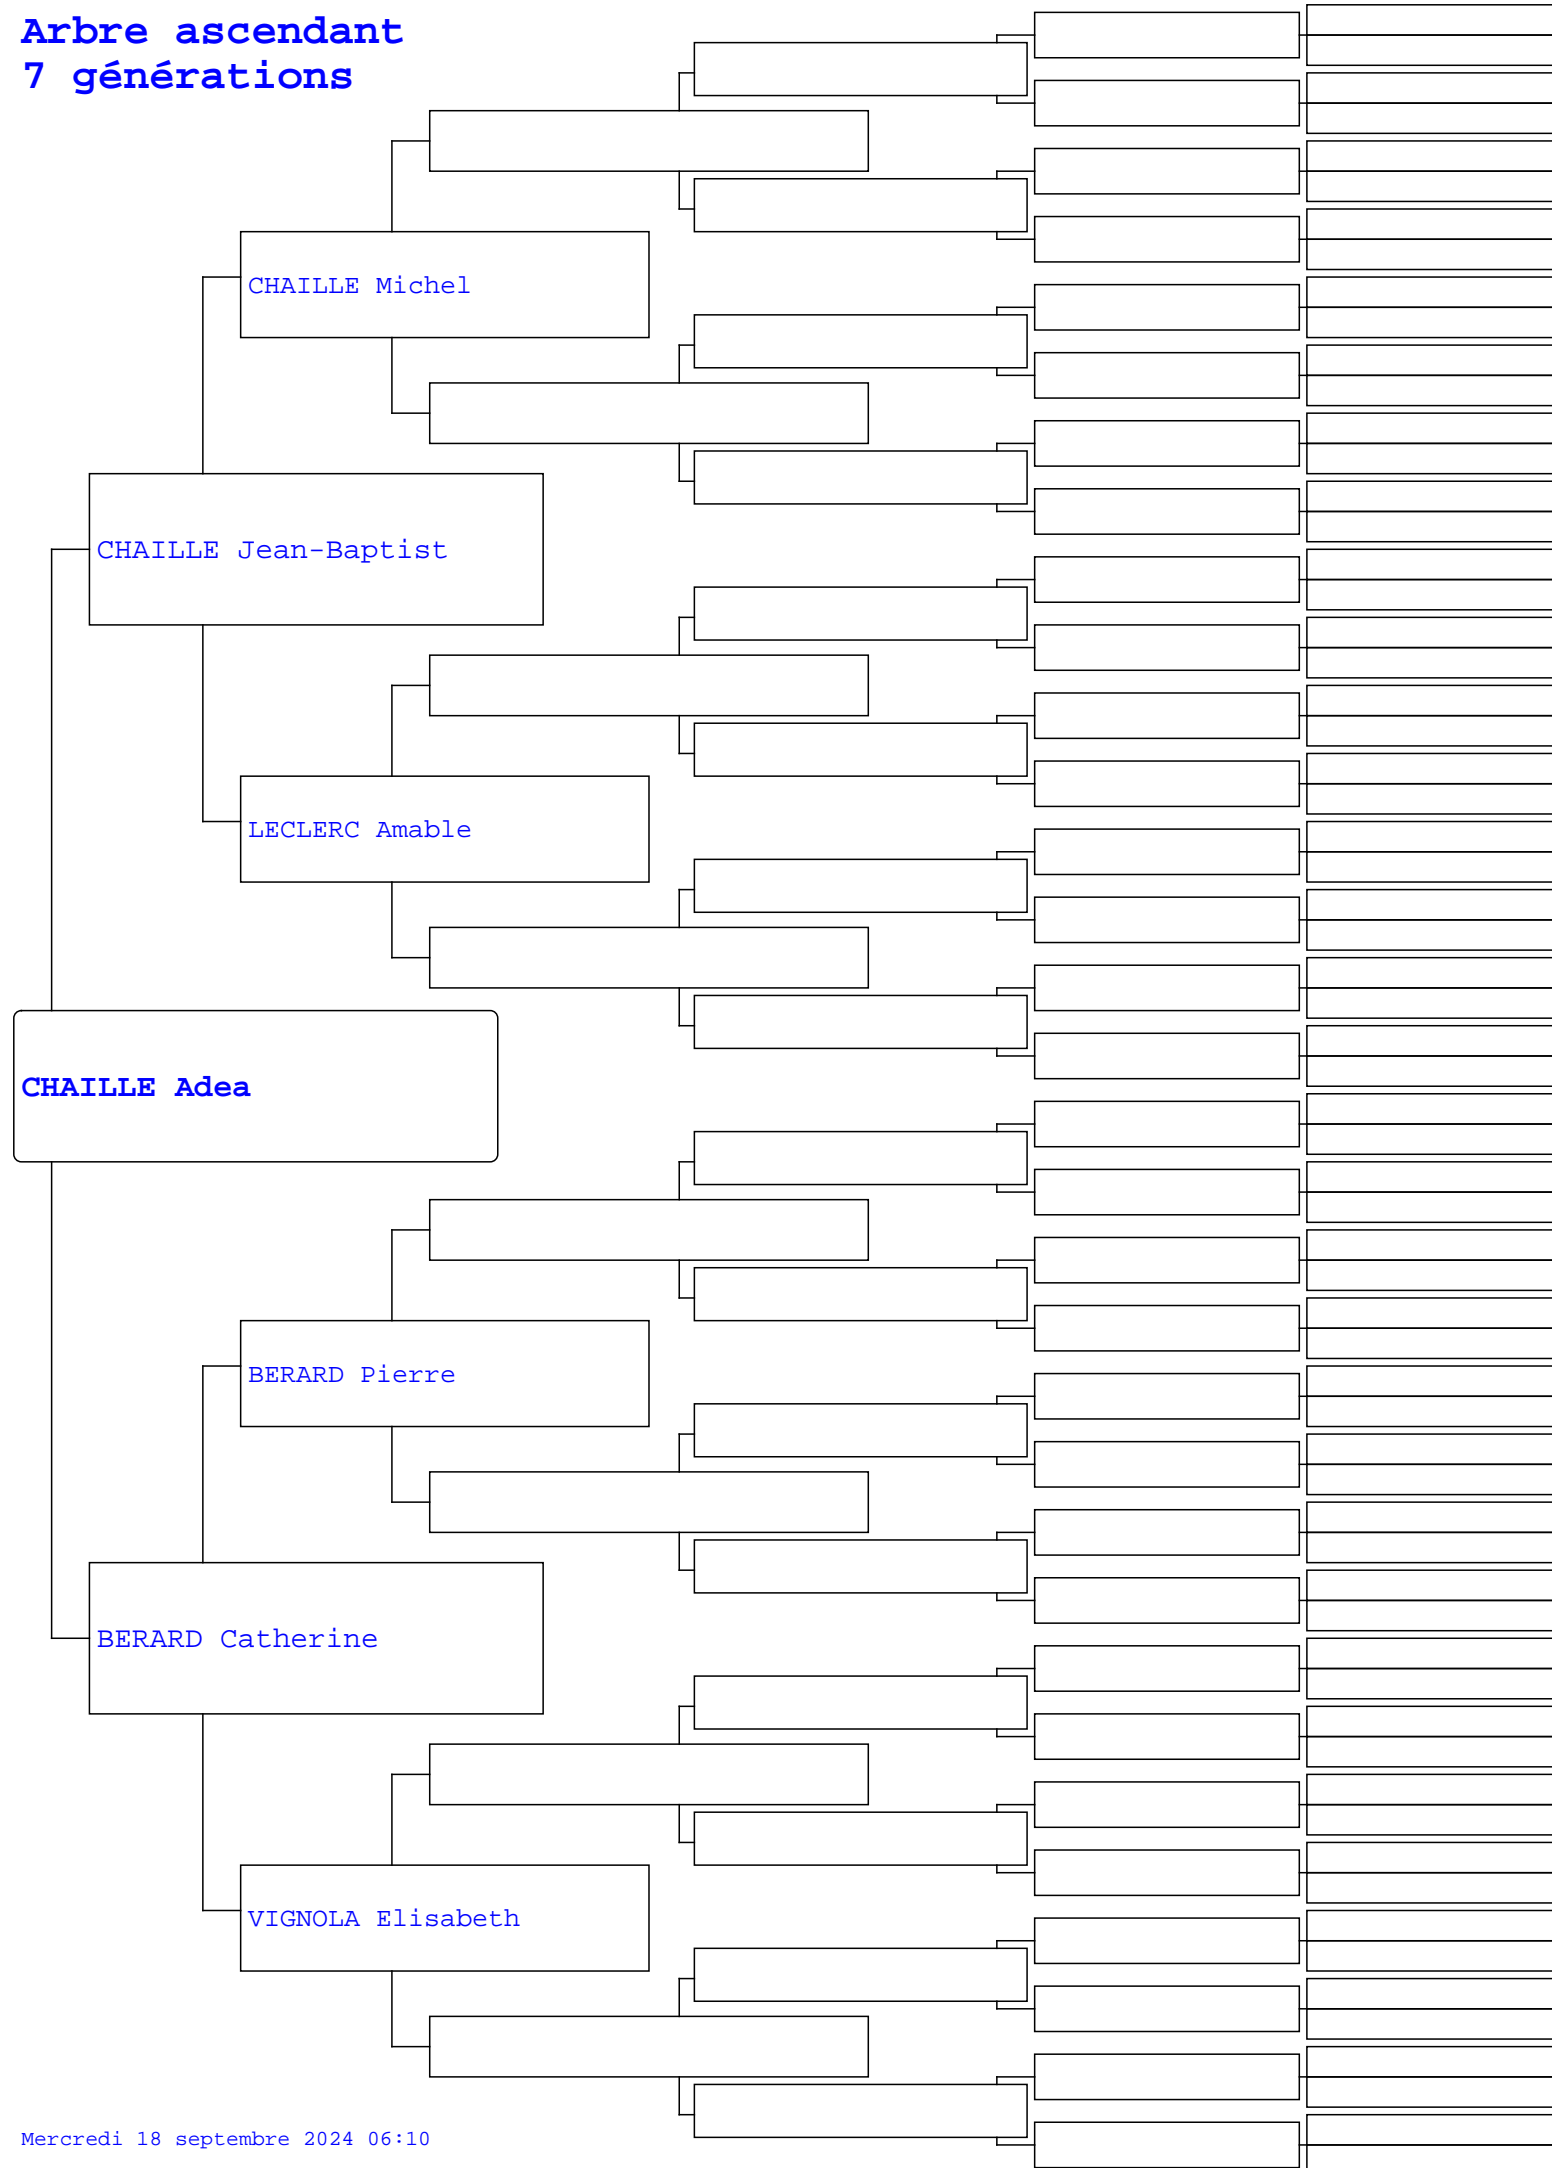 Arbre ascendant
7 générations
CHAILLE Michel
CHAILLE Jean-Baptist
LECLERC Amable
CHAILLE Adea
BERARD Pierre
BERARD Catherine
VIGNOLA Elisabeth
Mercredi 18 septembre 2024 06:10